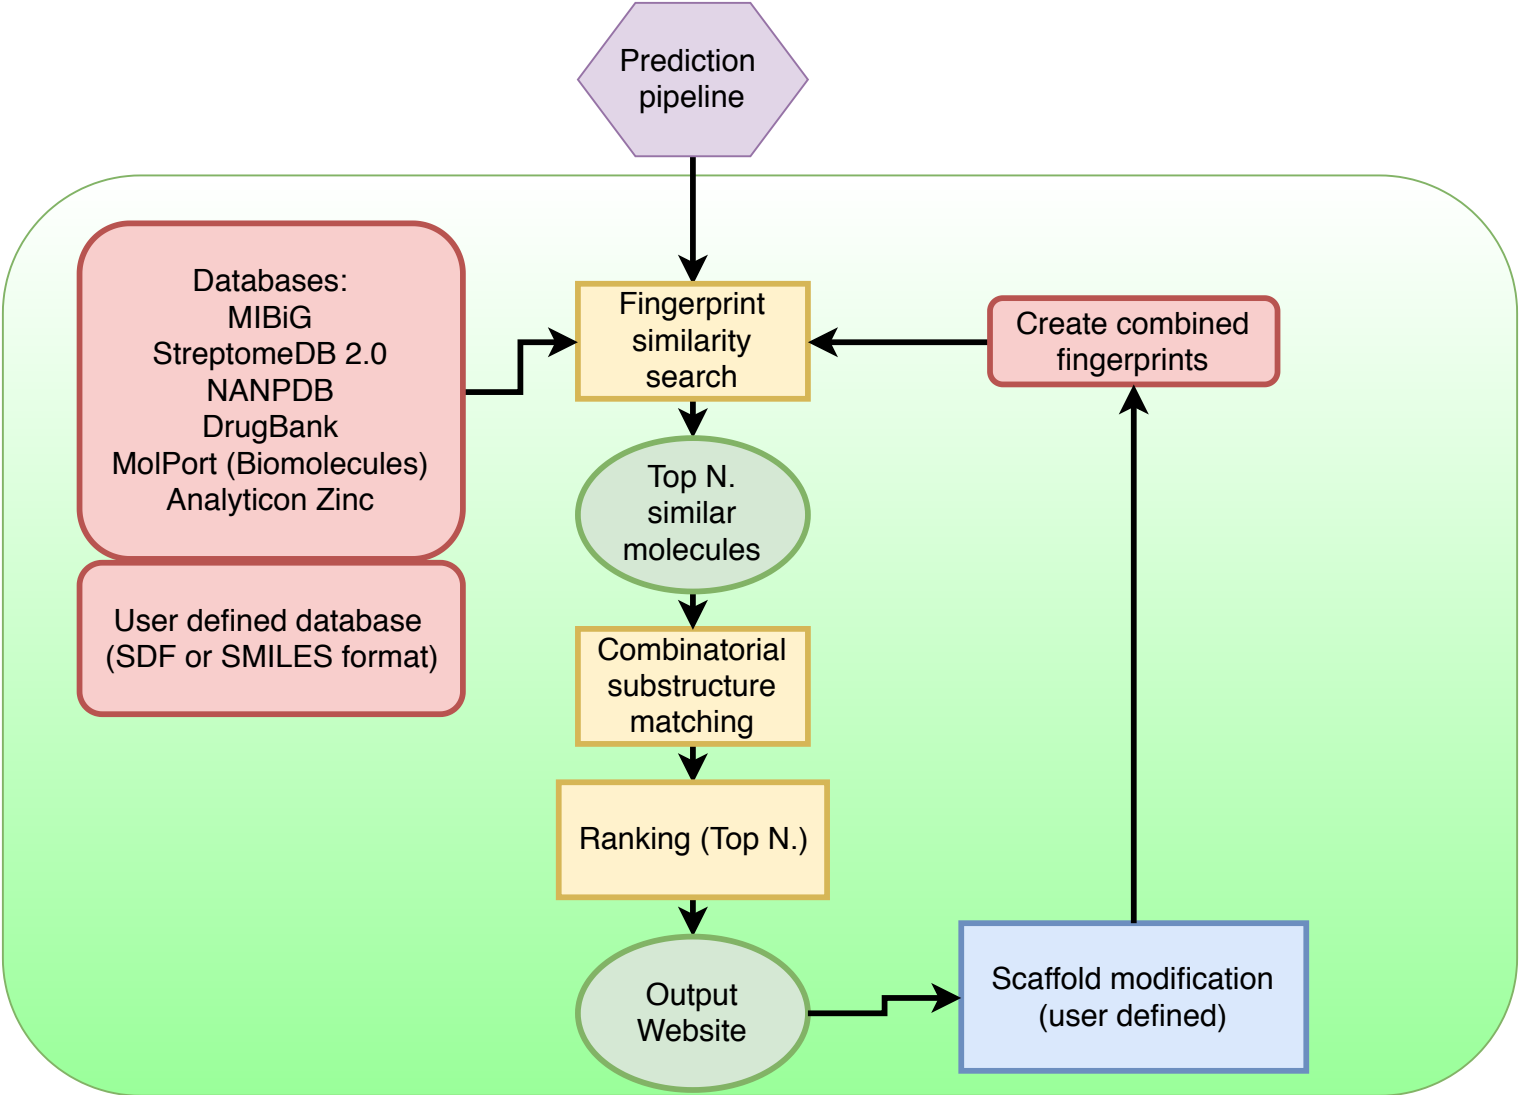 Prediction
pipeline
Databases:
MIBiG
StreptomeDB 2.0
NANPDB
DrugBank
MolPort (Biomolecules)
Analyticon Zinc
User defined database
(SDF or SMILES format)
Fingerprint
similarity
search
Create combined
fingerprints
Top N.
similar
molecules
Combinatorial
substructure
matching
Ranking (Top N.)
Output
Website
Scaffold modification
(user defined)